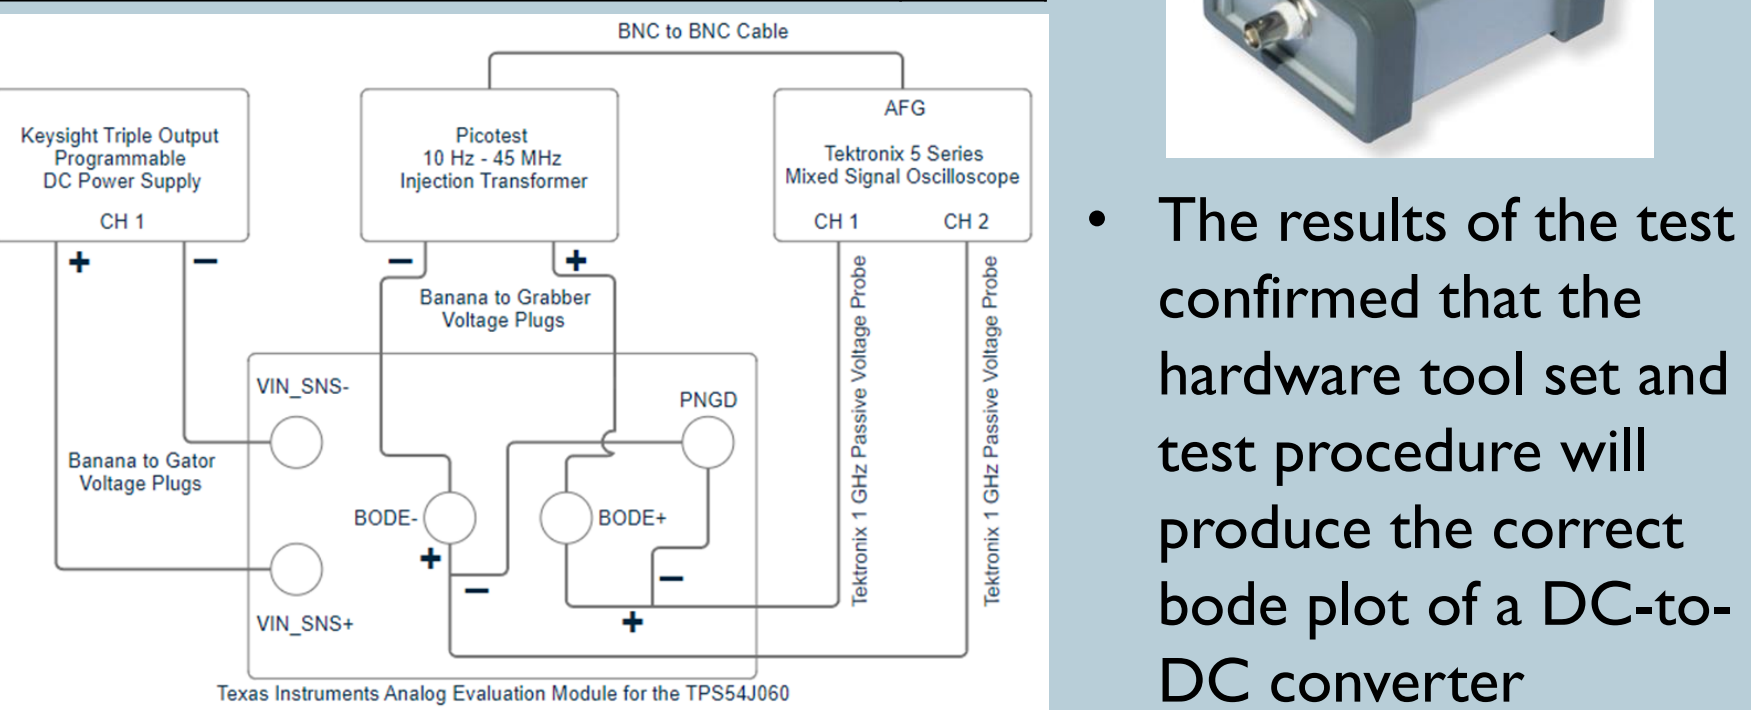 BNC to BNC Cable
Keysight Triple Output
Programmable
DC Power Supply
CH 1
+
−
Picotest
10 Hz - 45 MHz
Injection Transformer
−
+
AFG
Tektronix 5 Series
Mixed Signal Oscilloscope
CH 1
CH 2
Banana to Grabber
Voltage Plugs
Tektronix 1 GHz Passive Voltage Probe
Tektronix 1 GHz Passive Voltage Probe
VIN_SNS-
PNGD
Banana to Gator
Voltage Plugs
BODE-
BODE+
+
−
−
+
VIN_SNS+
Texas Instruments Analog Evaluation Module for the TPS54J060
• The results of the test
confirmed that the
hardware tool set and
test procedure will
produce the correct
bode plot of a DC-to-
DC converter